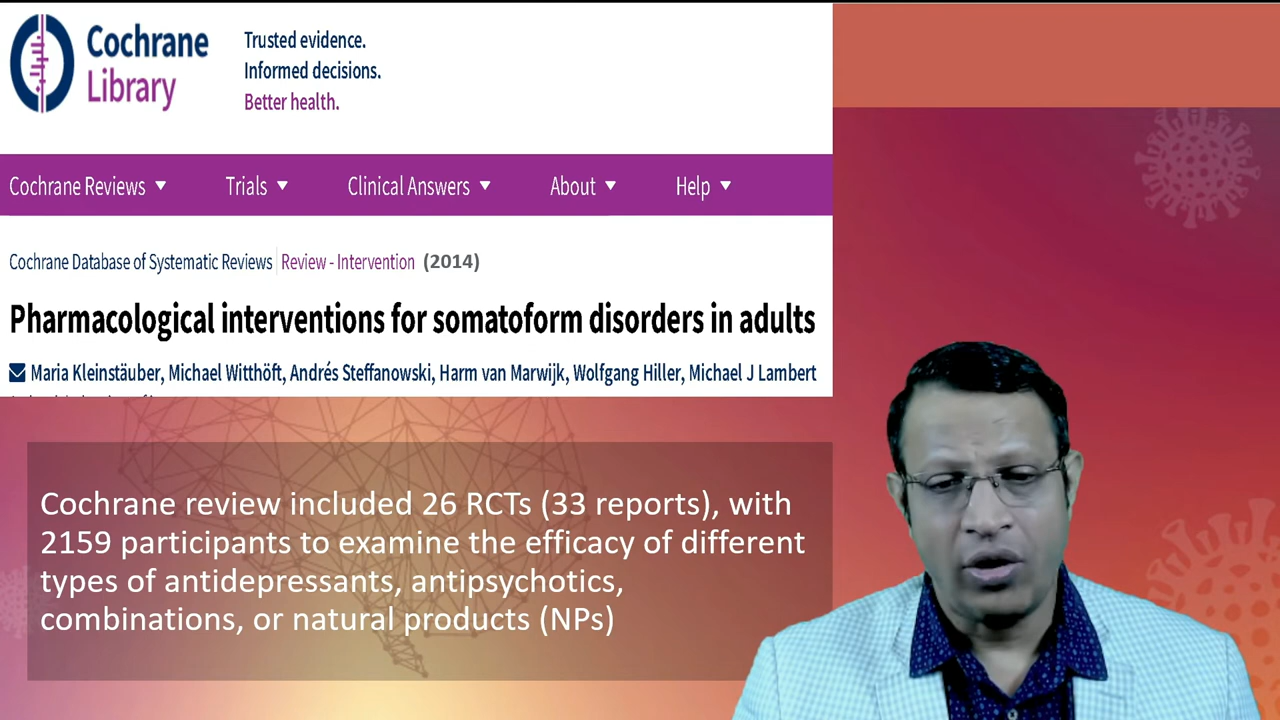 Cochrane
Library
Trusted evidence.
Informed decisions.
Better health.
Cochrane Reviews ▼ Trials ▼ Clinical Answers ▼ About ▼ Help ▼
Cochrane Database of Systematic Reviews | Review - Intervention (2014)
Pharmacological interventions for somatoform disorders in adults
Maria Kleinstäuber, Michael Witthöft, Andrés Steffanowski, Harm van Marwijk, Wolfgang Hiller, Michael J Lambert
Cochrane review included 26 RCTs (33 reports), with
2159 participants to examine the efficacy of different
types of antidepressants, antipsychotics,
combinations, or natural products (NPs)